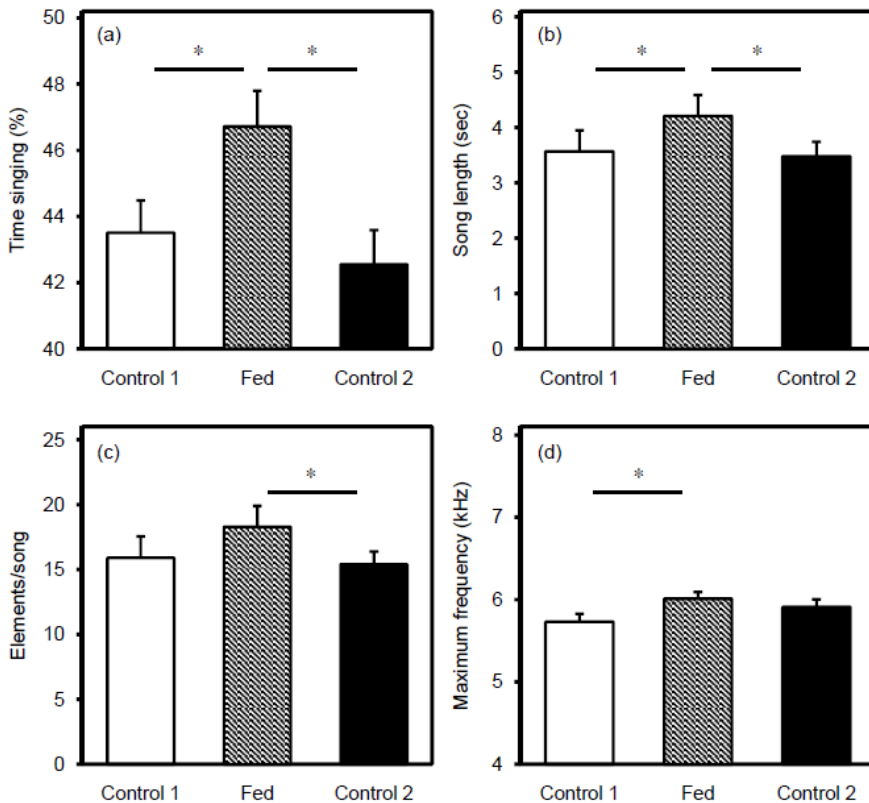 (a)
Time singing (%)
50
48
46
44
42
40
*
*
Control 1
Fed
Control 2
(b)
Song length (sec)
6
5
4
3
2
1
0
*
*
Control 1
Fed
Control 2
(c)
Elements/song
25
20
15
10
5
0
*
Control 1
Fed
Control 2
(d)
Maximum frequency (kHz)
8
7
6
5
4
*
Control 1
Fed
Control 2